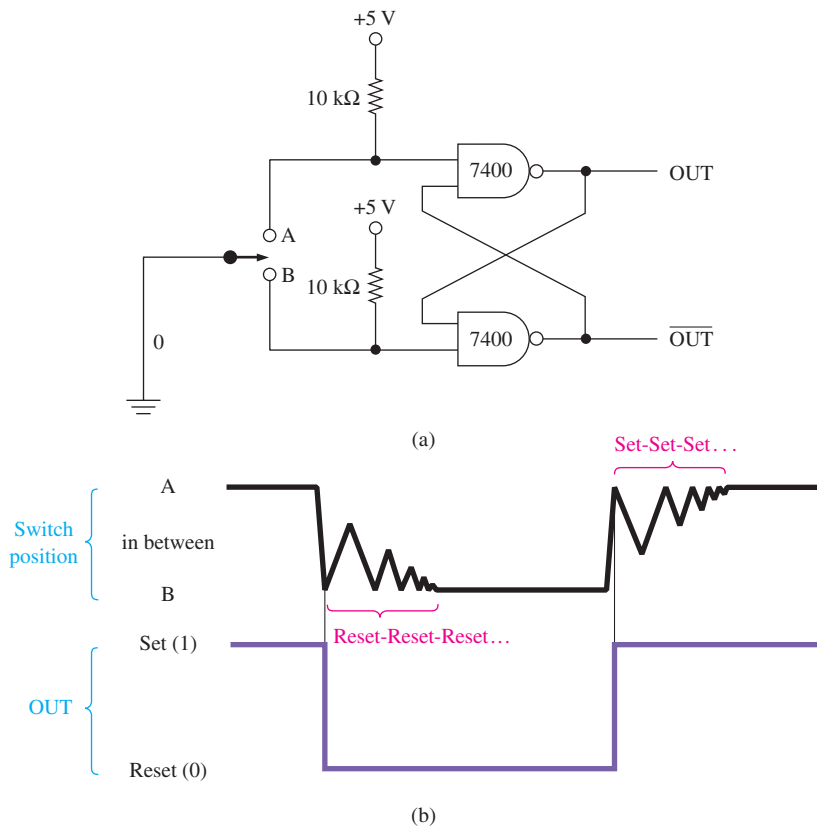 +5 V
10 kΩ
7400
OUT
+5 V
A
B
10 kΩ
7400
OUT
0
(a)
Set-Set-Set...
A
Switch
position
in between
B
Reset-Reset-Reset...
Set (1)
OUT
Reset (0)
(b)